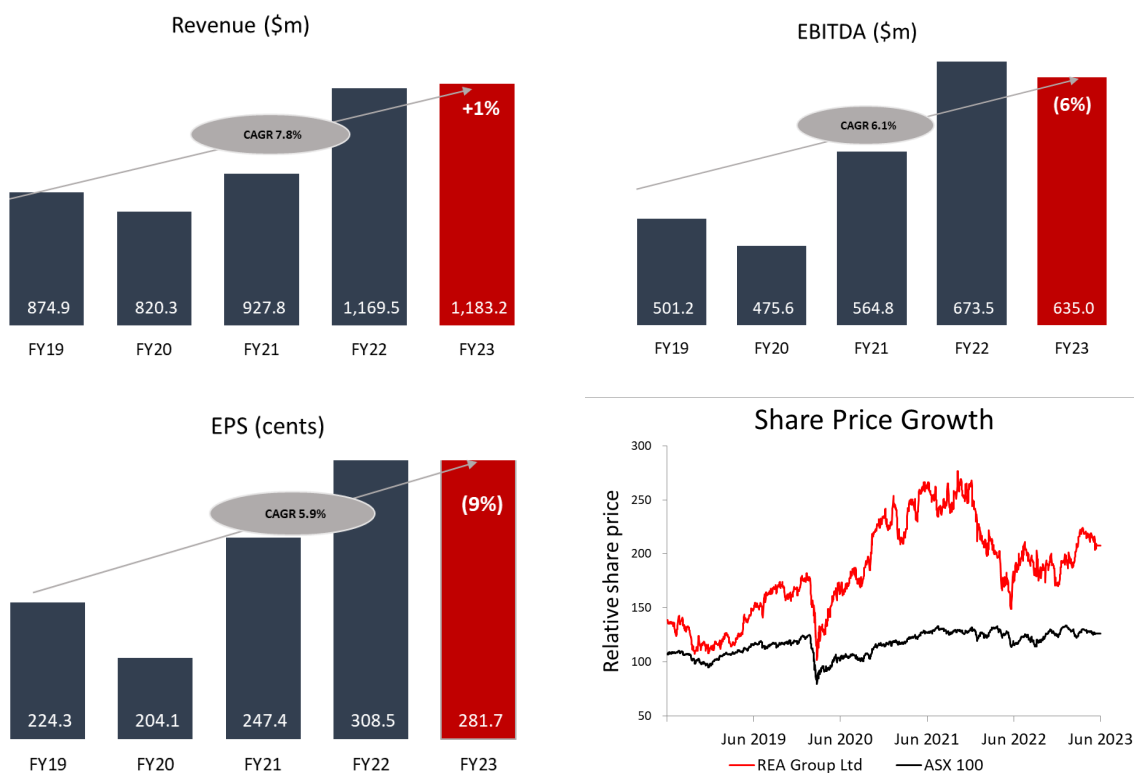 Revenue ($m)
CAGR 7.8%
+1%
874.9
820.3
927.8
1,169.5
1,183.2
FY19
FY20
FY21
FY22
FY23
EBITDA ($m)
CAGR 6.1%
(6%)
501.2
475.6
564.8
673.5
635.0
FY19
FY20
FY21
FY22
FY23
EPS (cents)
CAGR 5.9%
(9%)
224.3
204.1
247.4
308.5
281.7
FY19
FY20
FY21
FY22
FY23
Share Price Growth
Relative share price
300
250
200
150
100
50
Jun 2019
Jun 2020
Jun 2021
Jun 2022
Jun 2023
REA Group Ltd
ASX 100